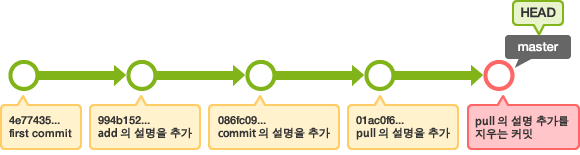 HEAD
master
4e77435...
first commit
994b152...
add 의 설명을 추가
086fc09...
commit 의 설명을 추가
01ac0f6...
pull 의 설명을 추가
pull 의 설명 추가를
지우는 커밋